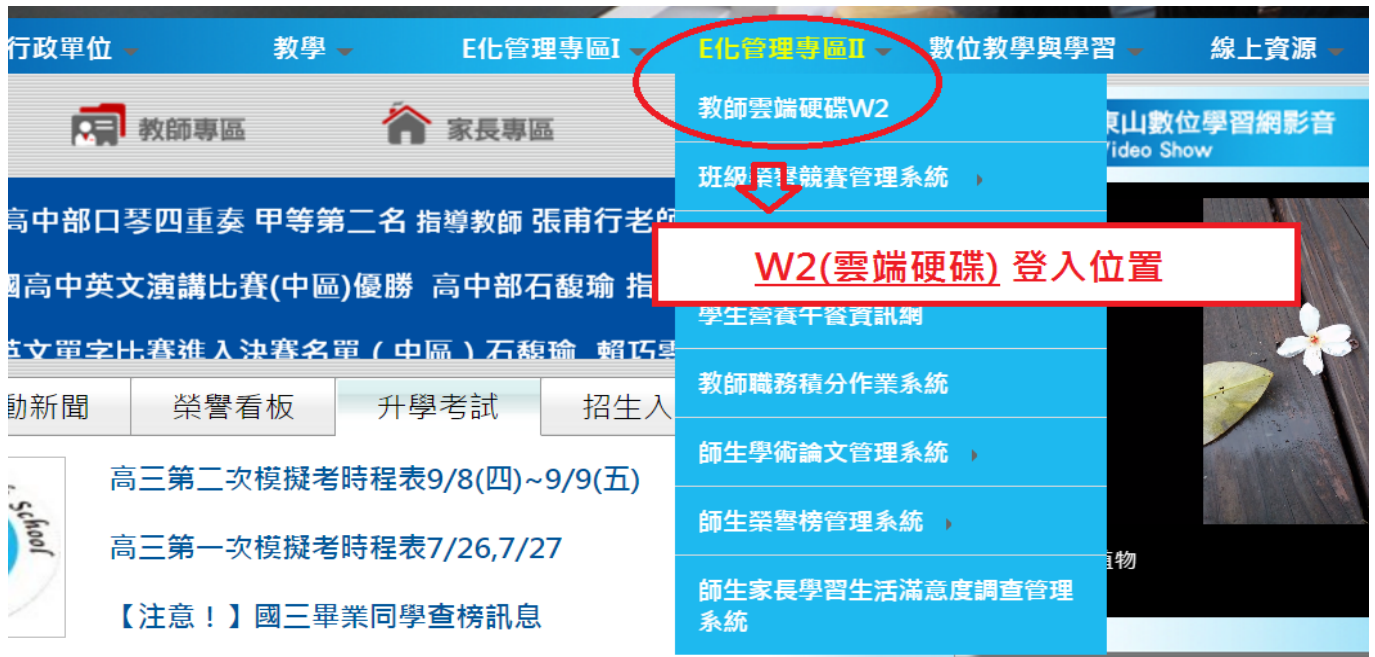 行政單位 教學 E化管理專區I E化管理專區II 數位教學與學習 線上資源
教師專區 家長專區
教師雲端硬碟W2
班級榮譽競賽管理系統
W2(雲端硬碟) 登入位置
學生營養午餐資訊網
教師職務積分作業系統
師生學術論文管理系統
師生榮譽榜管理系統
師生家長學習生活滿意度調查管理
系統
東山數位學習網影音
Video Show
高中部口琴四重奏 甲等第二名 指導教師 張甫行老師
國高中英文演講比賽(中區)優勝 高中部石馥瑜 指
英文單字比賽進入決賽名單（中區）石馥瑜 賴巧雯
動新聞 榮譽看板 升學考試 招生入
高三第二次模擬考時程表9/8(四)~9/9(五)
高三第一次模擬考時程表7/26,7/27
【注意！】國三畢業同學查榜訊息
School
植物